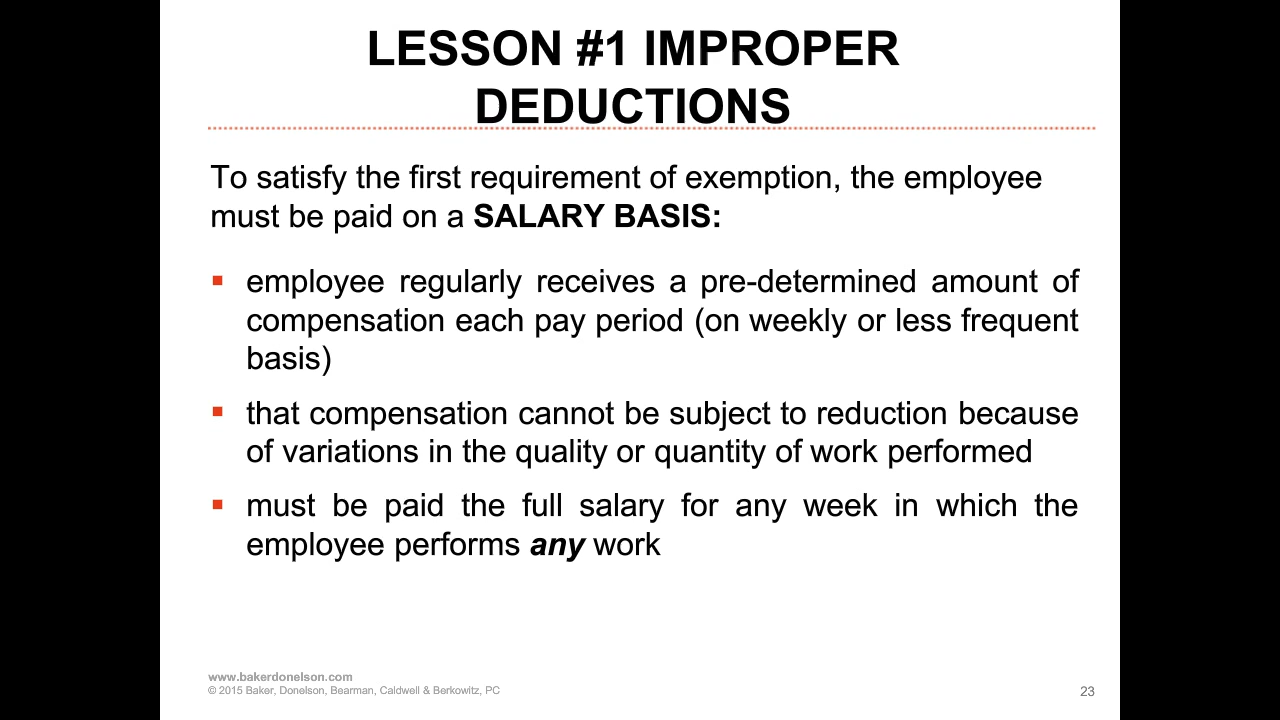 LESSON #1 IMPROPER
DEDUCTIONS
To satisfy the first requirement of exemption, the employee
must be paid on a SALARY BASIS:
▪ employee regularly receives a pre-determined amount of
compensation each pay period (on weekly or less frequent
basis)
▪ that compensation cannot be subject to reduction because
of variations in the quality or quantity of work performed
▪ must be paid the full salary for any week in which the
employee performs any work
www.bakerdonelson.com
© 2015 Baker, Donelson, Bearman, Caldwell & Berkowitz, PC
23